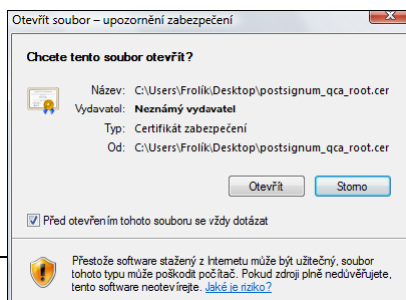 Otevřít soubor – upozornění zabezpečení
Chcete tento soubor otevřít?
Název: C:\Users\Frolík\Desktop\postsignum_qca_root.cer
Vydavatel: Neznámý vydavatel
Typ: Certifikát zabezpečení
Od: C:\Users\Frolík\Desktop\postsignum_qca_root.cer
Otevřít Storno
Před otevřením tohoto souboru se vždy dotázat
Přestože software stažený z Internetu může být užitečný, soubor
tohoto typu může poškodit počítač. Pokud zdroji plně nedůvěřujete,
tento software neotevírejte. Jaké je riziko?